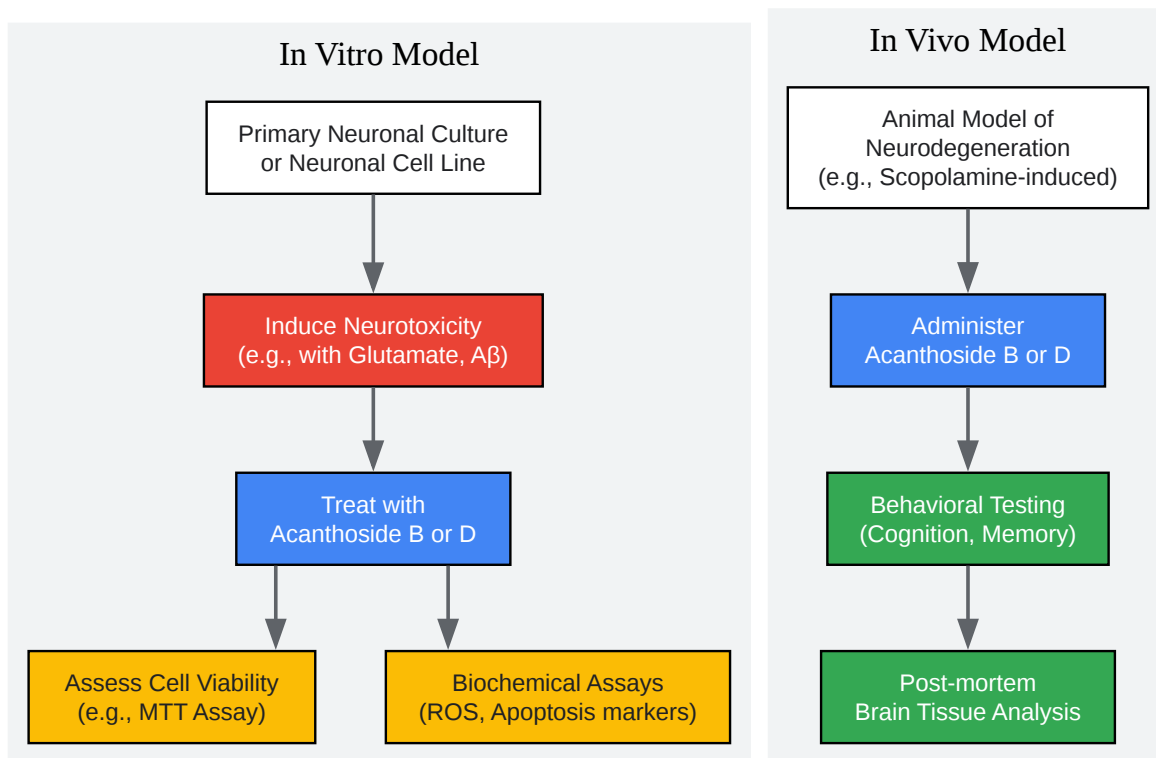 In Vitro Model
Primary Neuronal Culture
or Neuronal Cell Line
Induce Neurotoxicity
(e.g., with Glutamate, Aβ)
Treat with
Acanthoside B or D
Assess Cell Viability
(e.g., MTT Assay)
Biochemical Assays
(ROS, Apoptosis markers)
In Vivo Model
Animal Model of
Neurodegeneration
(e.g., Scopolamine-induced)
Administer
Acanthoside B or D
Behavioral Testing
(Cognition, Memory)
Post-mortem
Brain Tissue Analysis